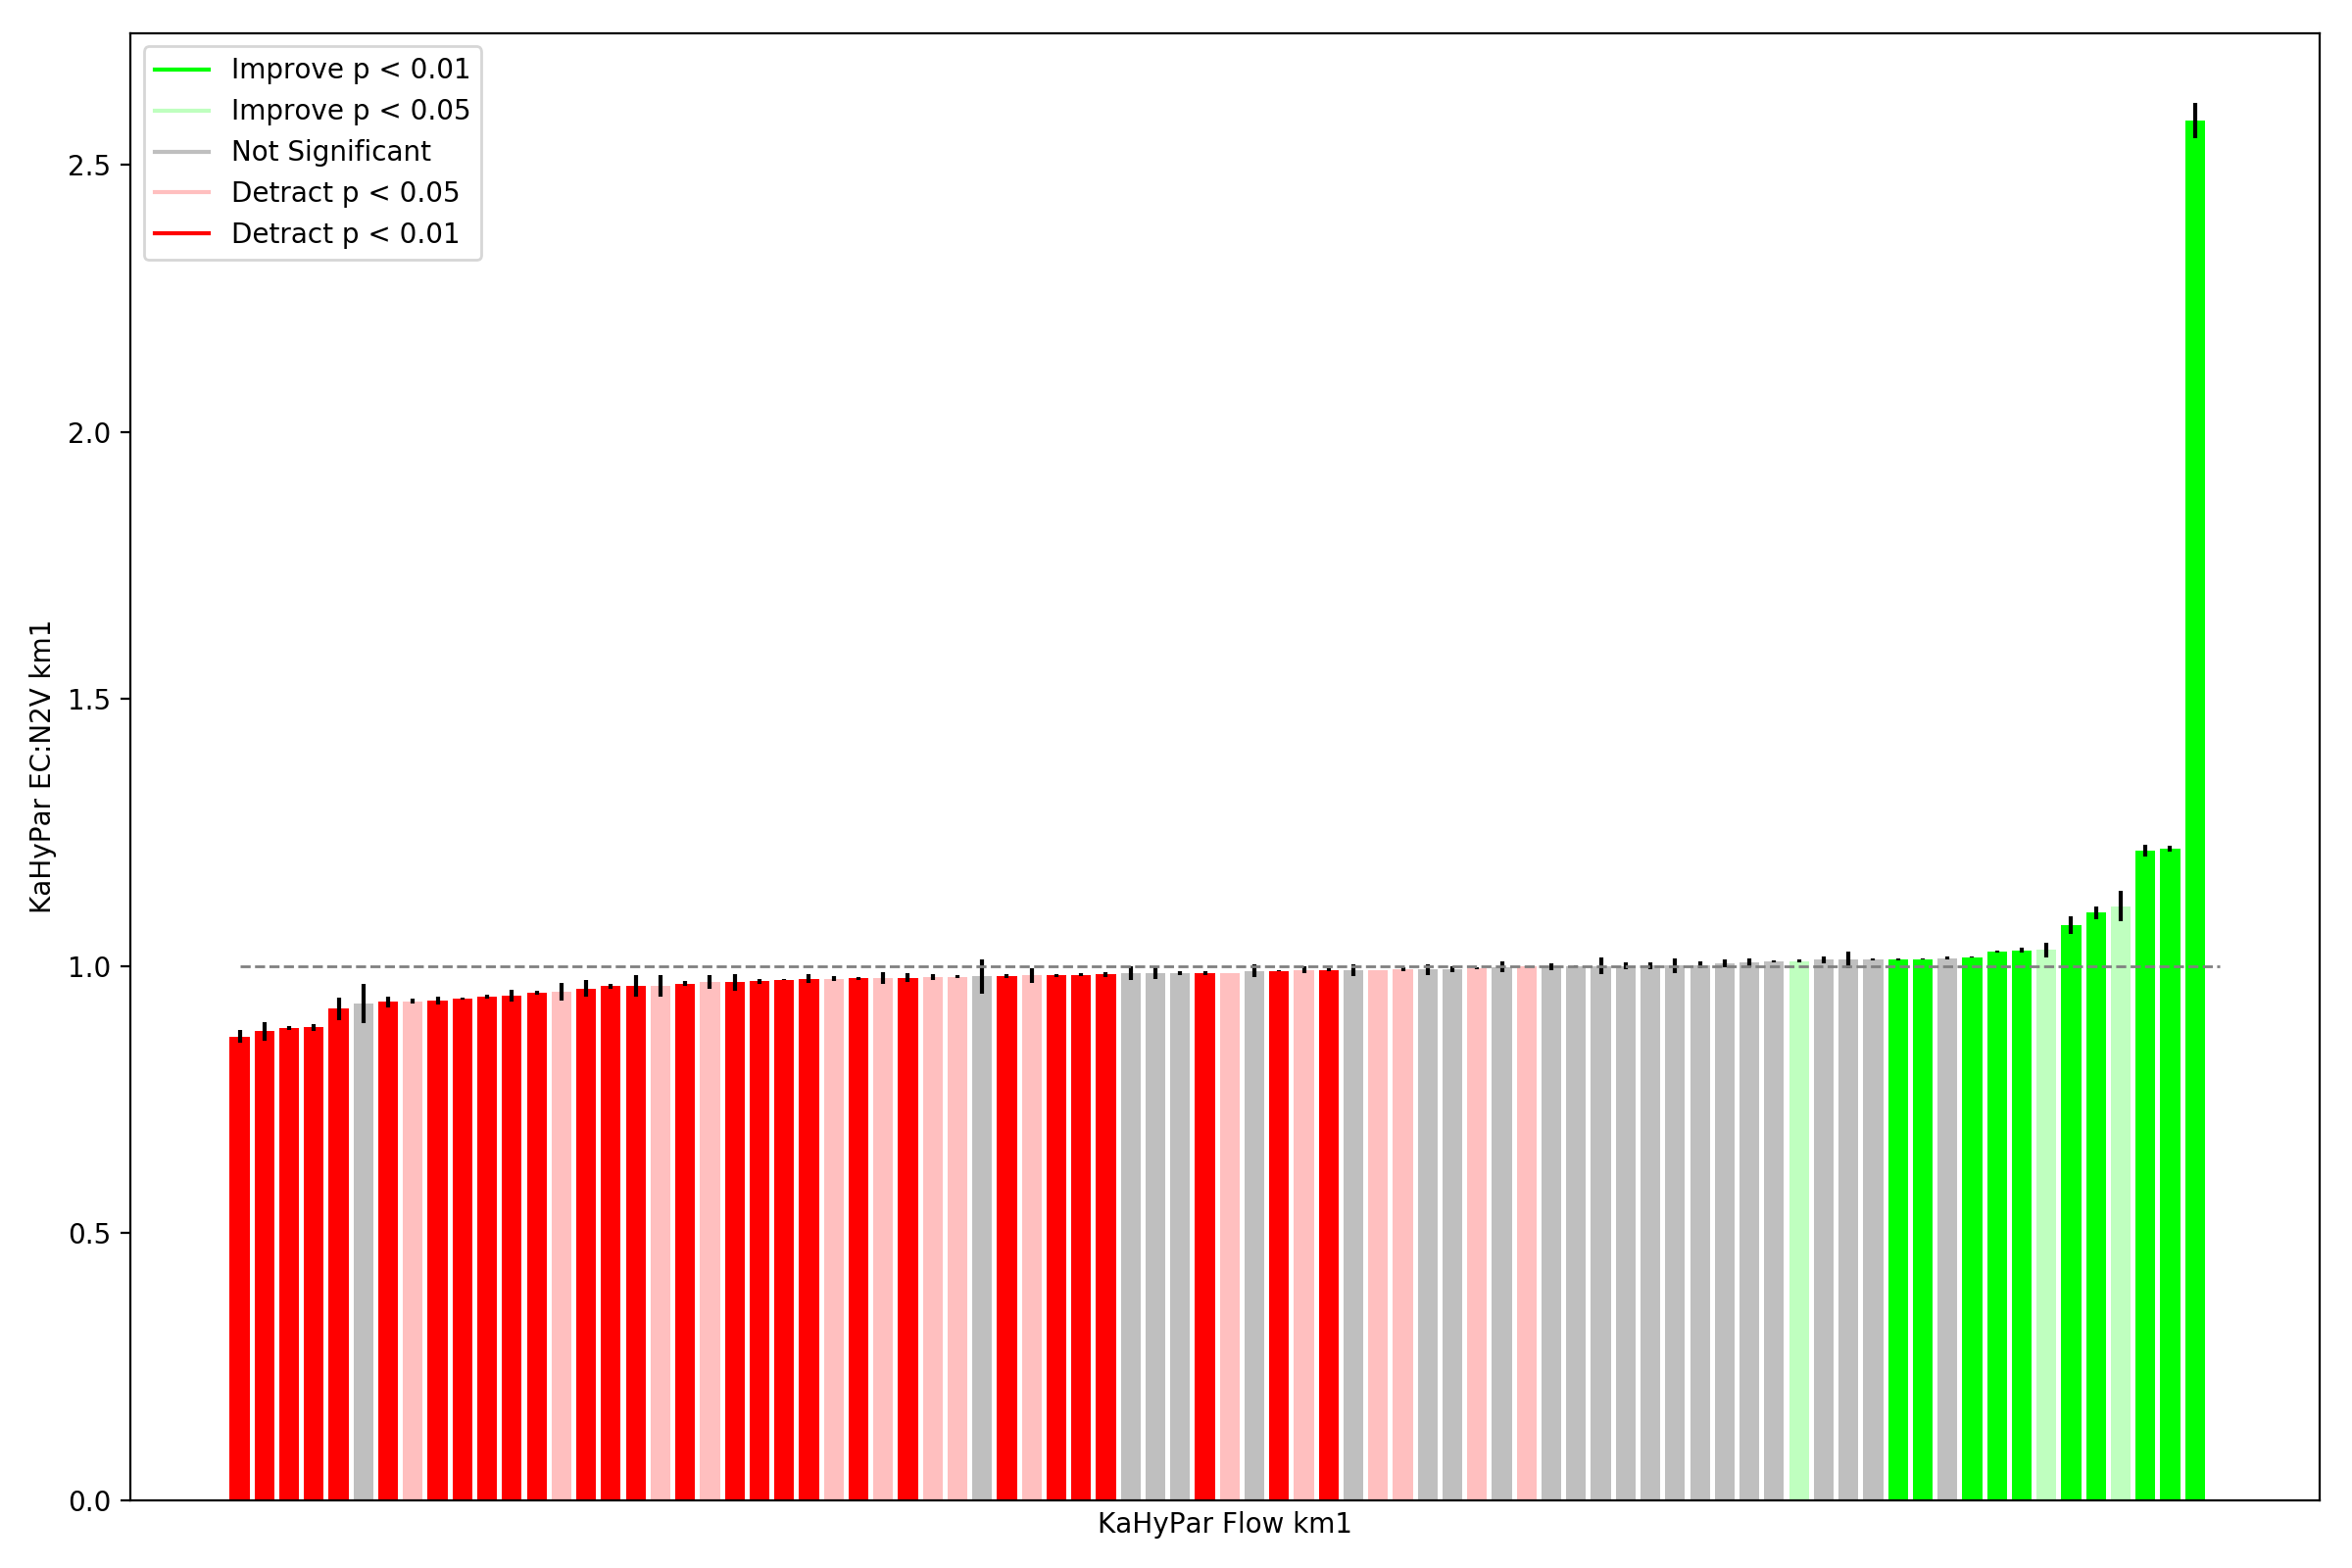 Improve p < 0.01
Improve p < 0.05
Not Significant
Detract p < 0.05
Detract p < 0.01
2.5
2.0
1.5
1.0
0.5
0.0
KaHyPar EC:N2V km1
KaHyPar Flow km1